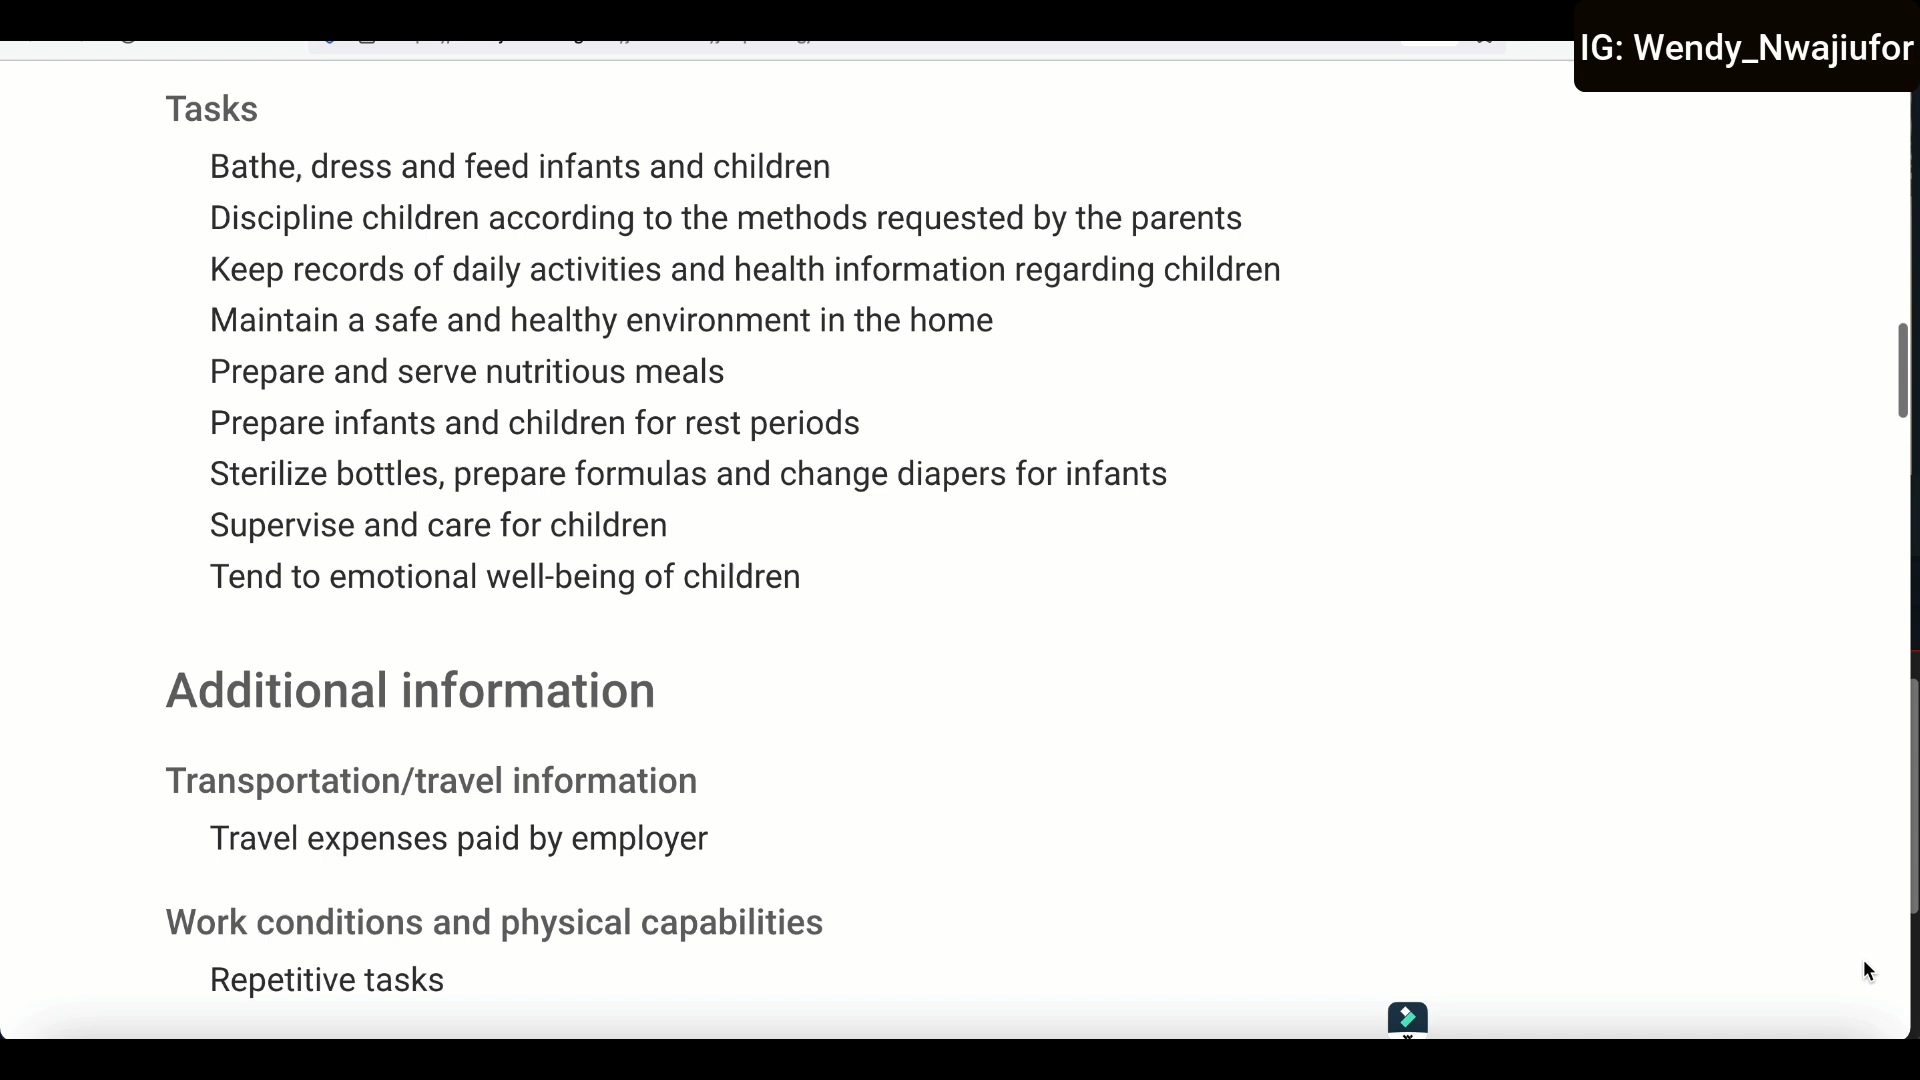 IG: Wendy_Nwajiufor
Tasks
Bathe, dress and feed infants and children
Discipline children according to the methods requested by the parents
Keep records of daily activities and health information regarding children
Maintain a safe and healthy environment in the home
Prepare and serve nutritious meals
Prepare infants and children for rest periods
Sterilize bottles, prepare formulas and change diapers for infants
Supervise and care for children
Tend to emotional well-being of children
Additional information
Transportation/travel information
Travel expenses paid by employer
Work conditions and physical capabilities
Repetitive tasks